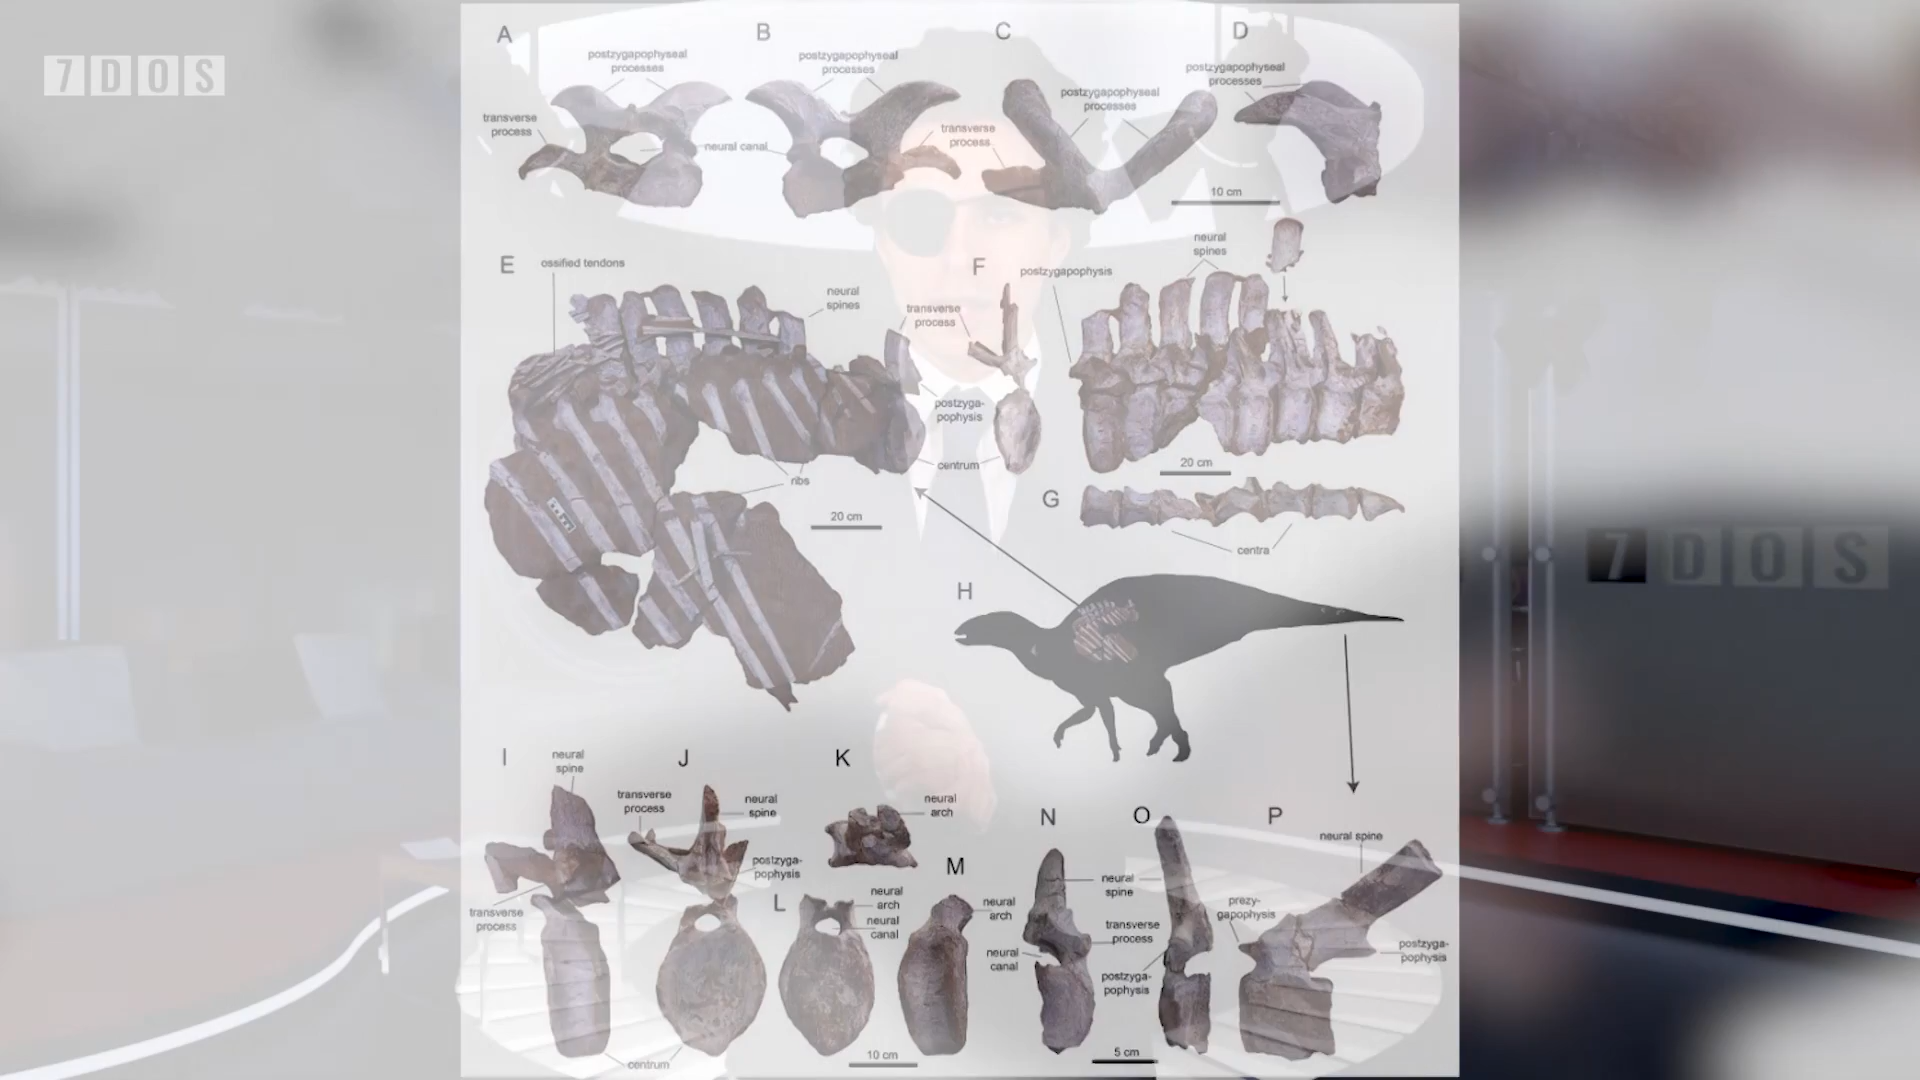 7DOS
A
B
C
D
postzygapophyseal
processes
postzygapophyseal
processes
postzygapophyseal
processes
postzygapophyseal
processes
transverse
process
neural canal
transverse
process
10 cm
E
ossified tendons
neural
spines
F
transverse
process
postzygapophysis
neural
spines
postzyga-
pophysis
centrum
ribs
20 cm
20 cm
G
centra
7DOS
H
I
neural
spine
J
transverse
process
neural
spine
postzyga-
pophysis
K
neural
arch
transverse
process
L
neural
arch
neural
canal
M
neural
arch
centrum
10 cm
N
O
neural
spine
transverse
process
neural
canal
postzyga-
pophysis
5 cm
P
neural spine
prezy-
gapophysis
postzyga-
pophysis